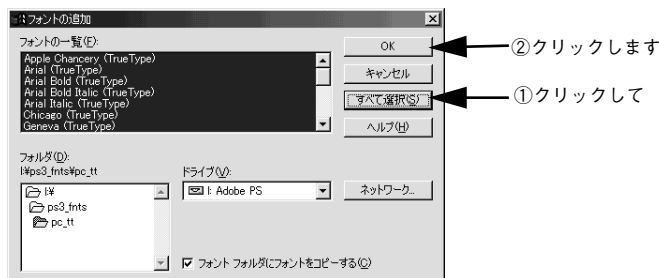 フォントの追加
フォントの一覧(F):
Apple Chancery (TrueType)
Arial (TrueType)
Arial Bold (TrueType)
Arial Bold Italic (TrueType)
Arial Italic (TrueType)
Chicago (TrueType)
Geneva (TrueType)
OK
②クリックします
キャンセル
すべて選択(S)
①クリックして
ヘルプ(H)
フォルダ(D):
I:¥ps3_fnts¥pc_tt
I:¥
ps3_fnts
pc_tt
ドライブ(V):
I: Adobe PS
ネットワーク...
フォント フォルダにフォントをコピーする(C)